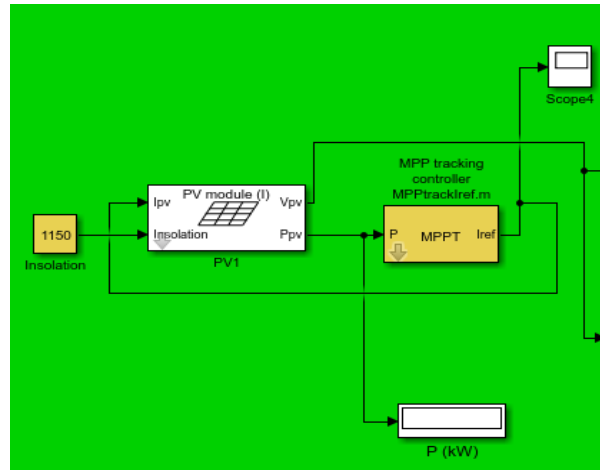 Scope4
MPP tracking
controller
MPPtrackIref.m
PV module (I)
Ipv
Vpv
1150
Insolation
Ppv
P
MPPT
Iref
Insolation
PV1
P (kW)